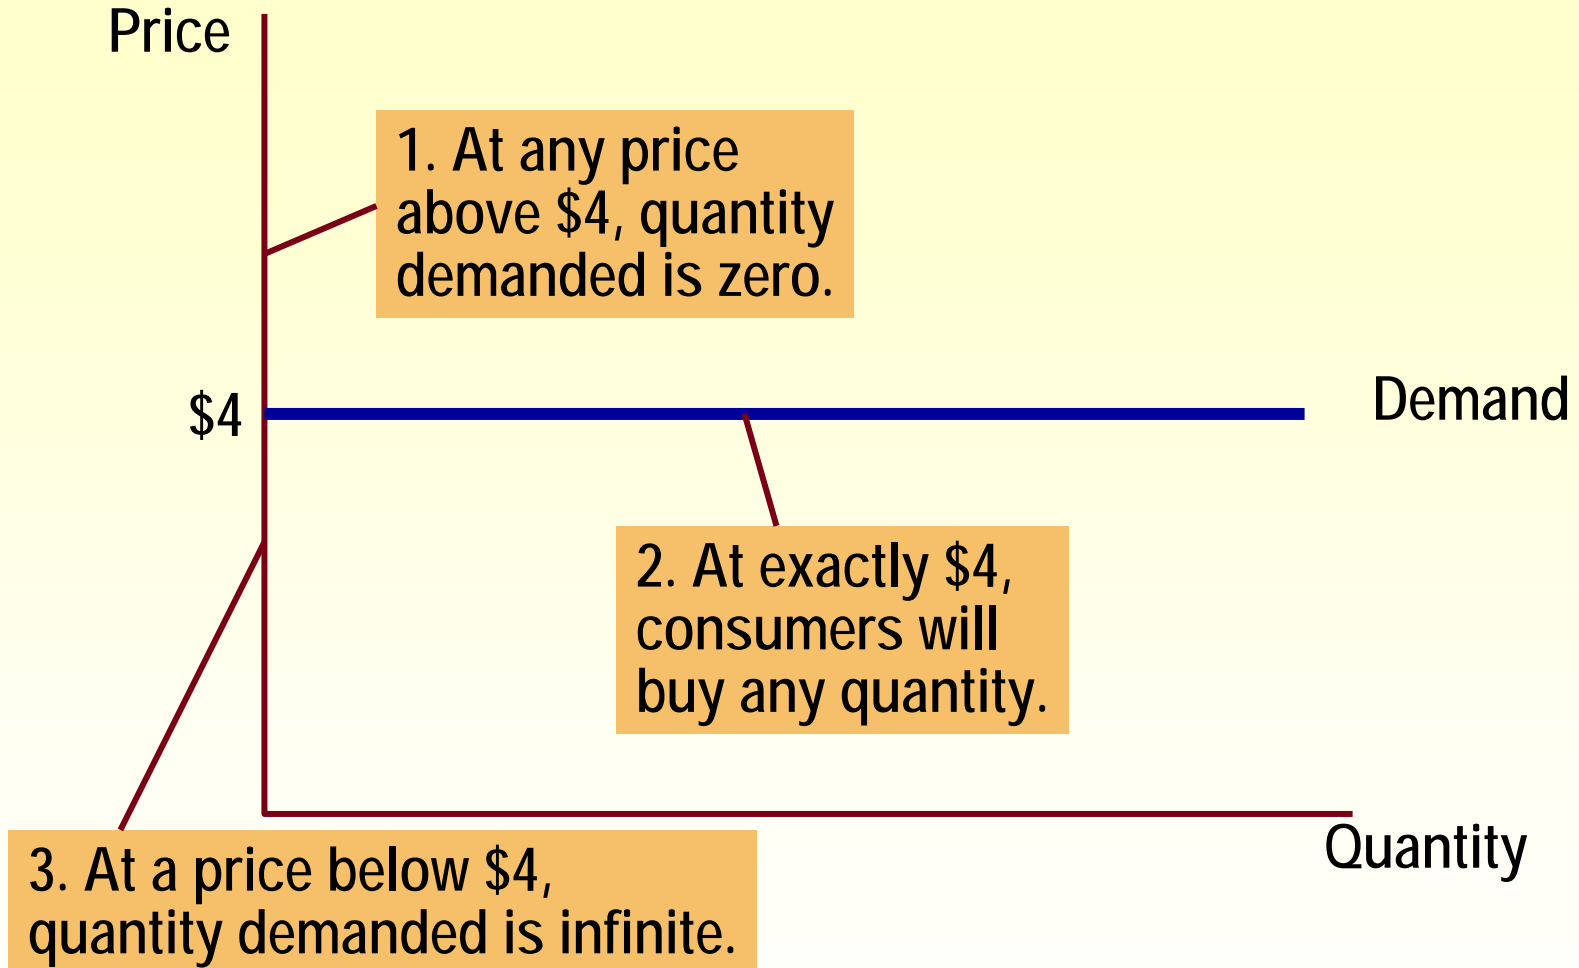 Price
1. At any price
above $4, quantity
demanded is zero.
$4
Demand
2. At exactly $4,
consumers will
buy any quantity.
Quantity
3. At a price below $4,
quantity demanded is infinite.